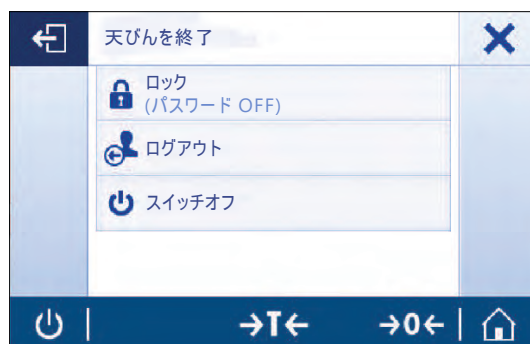 天びんを終了
ロック
(パスワード OFF)
ログアウト
スイッチオフ
→T←
→0←